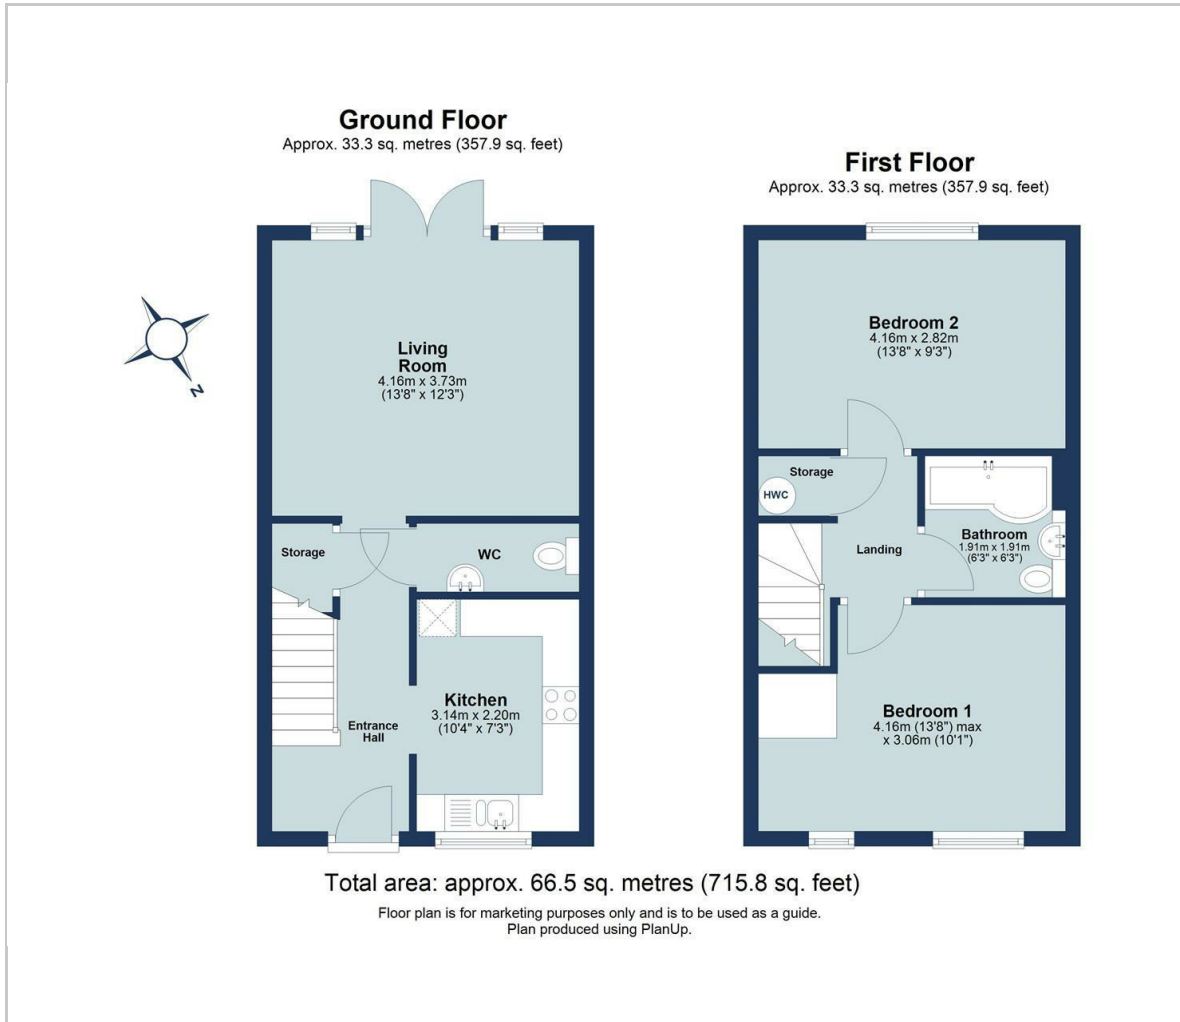 Ground Floor
Approx. 33.3 sq. metres (357.9 sq. feet)
Living
Room
4.16m x 3.73m
(13'8" x 12'3")
Storage
WC
Kitchen
3.14m x 2.20m
(10'4" x 7'3")
Entrance
Hall
N
First Floor
Approx. 33.3 sq. metres (357.9 sq. feet)
Bedroom 2
4.16m x 2.82m
(13'8" x 9'3")
Storage
HWC
Landing
Bathroom
1.91m x 1.91m
(6'3" x 6'3")
Bedroom 1
4.16m (13'8") max
x 3.06m (10'1")
Total area: approx. 66.5 sq. metres (715.8 sq. feet)
Floor plan is for marketing purposes only and is to be used as a guide.
Plan produced using PlanUp.